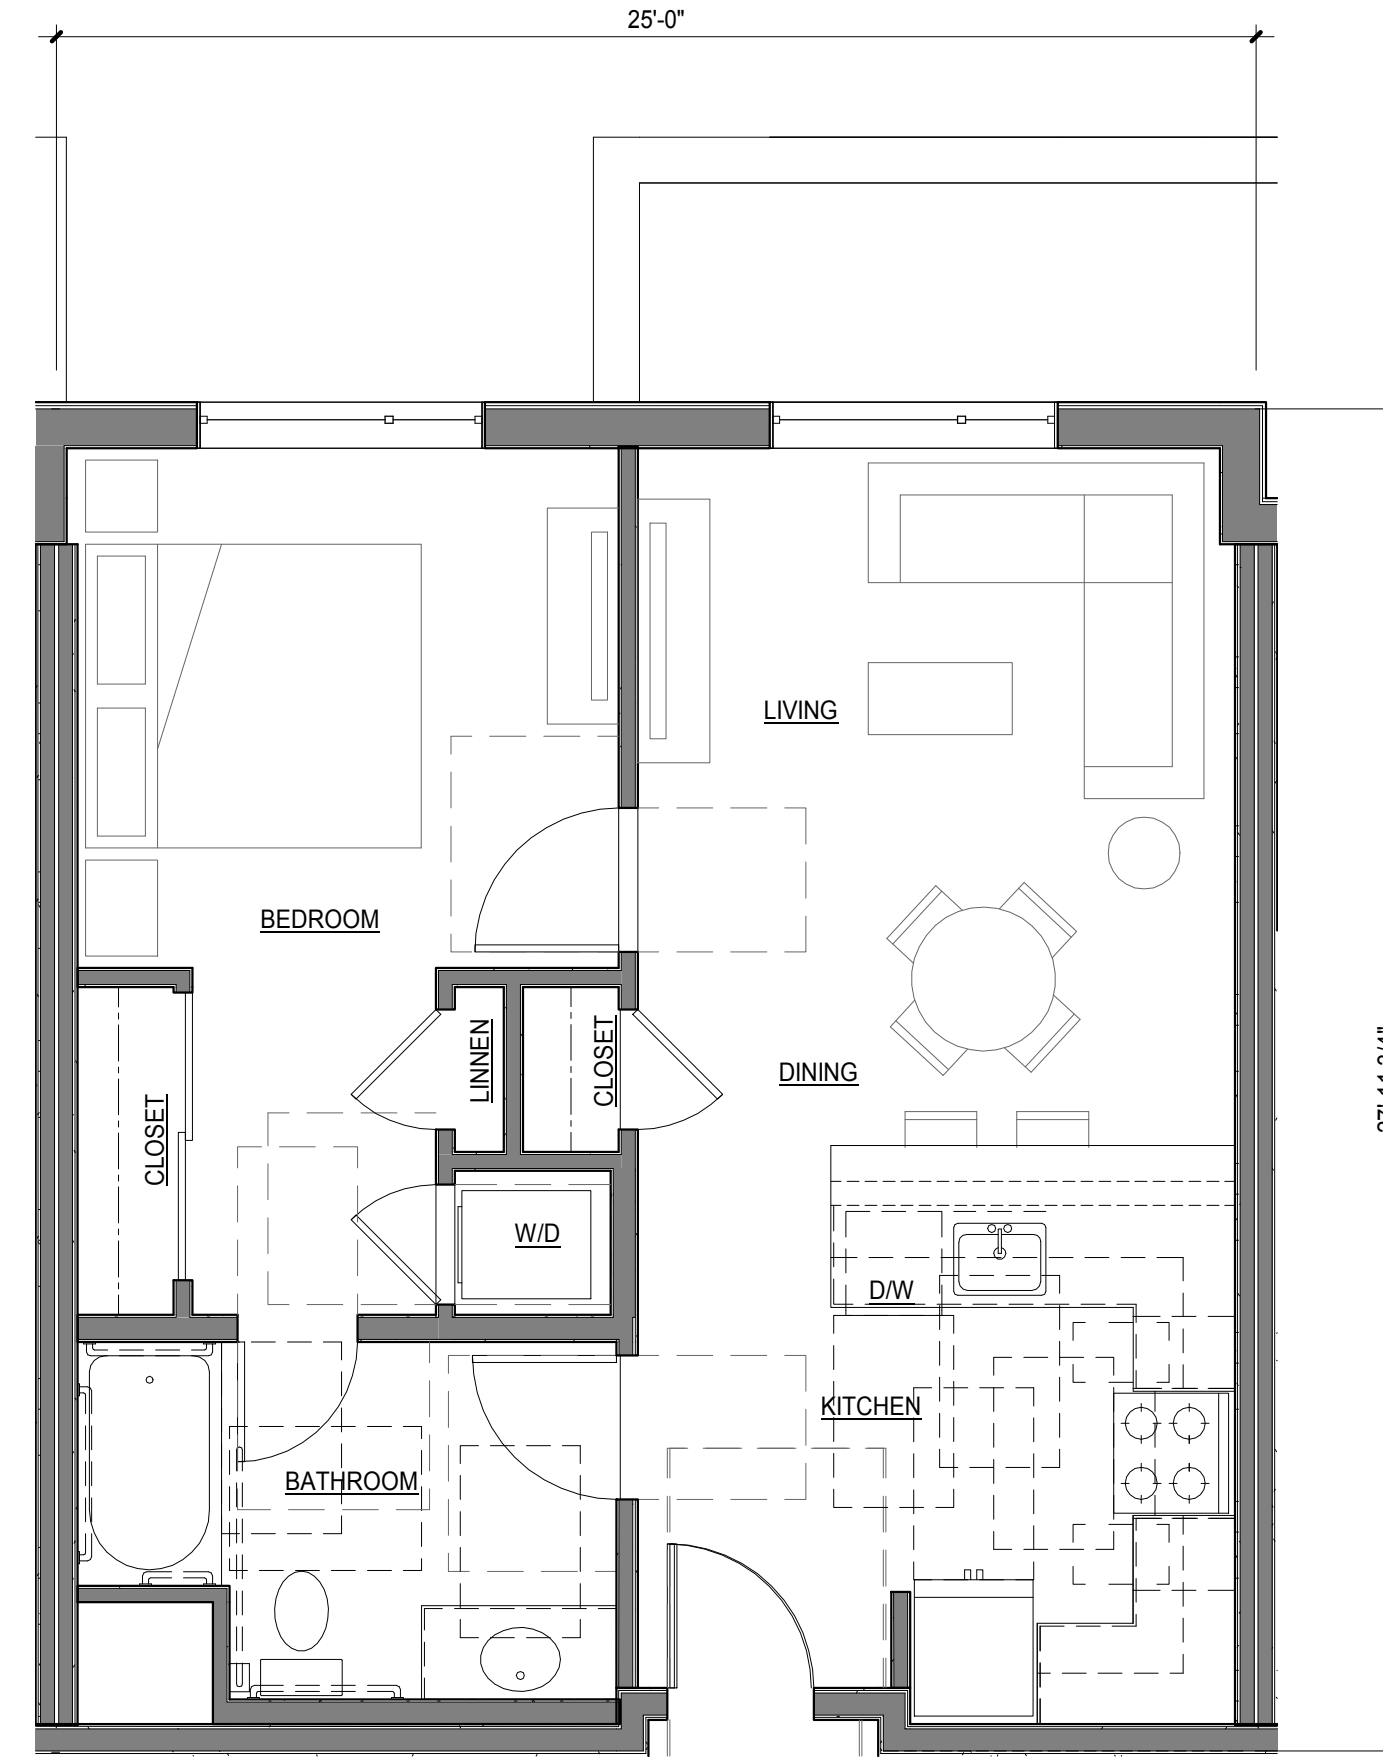 25'-0"
LIVING
BEDROOM
LINNEN
CLOSET
DINING
CLOSET
W/D
D/W
KITCHEN
BATHROOM